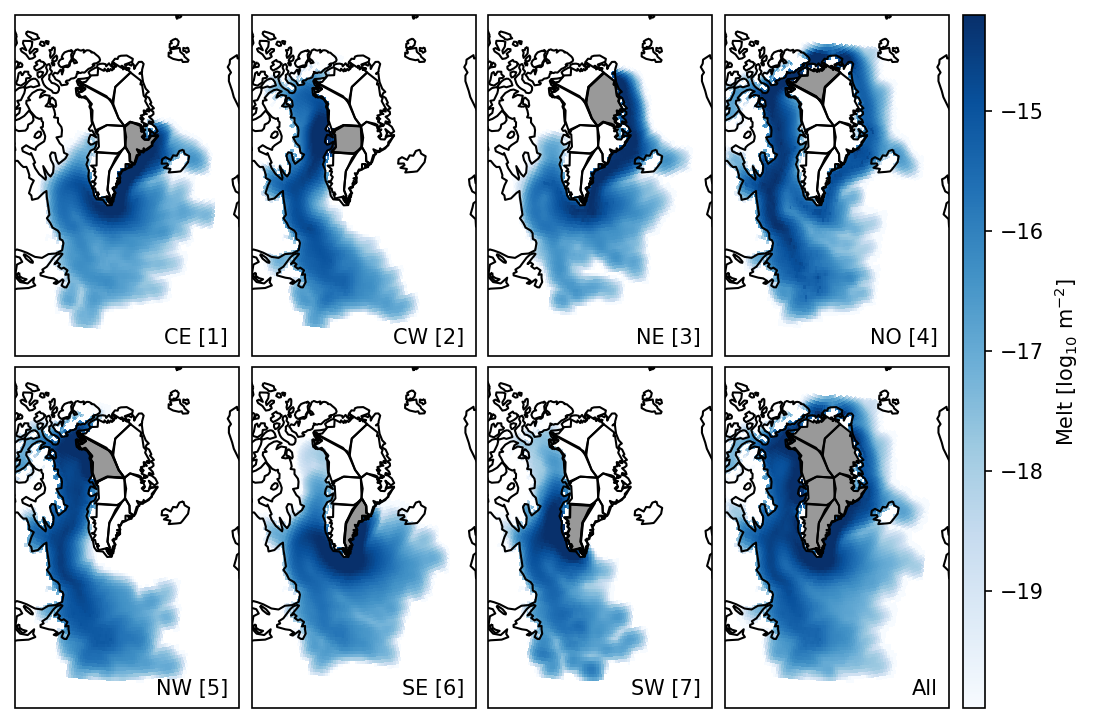 CE [1]
CW [2]
NE [3]
NO [4]
NW [5]
SE [6]
SW [7]
All
−15
−16
−17
−18
−19
Melt [log₁₀ m⁻²]